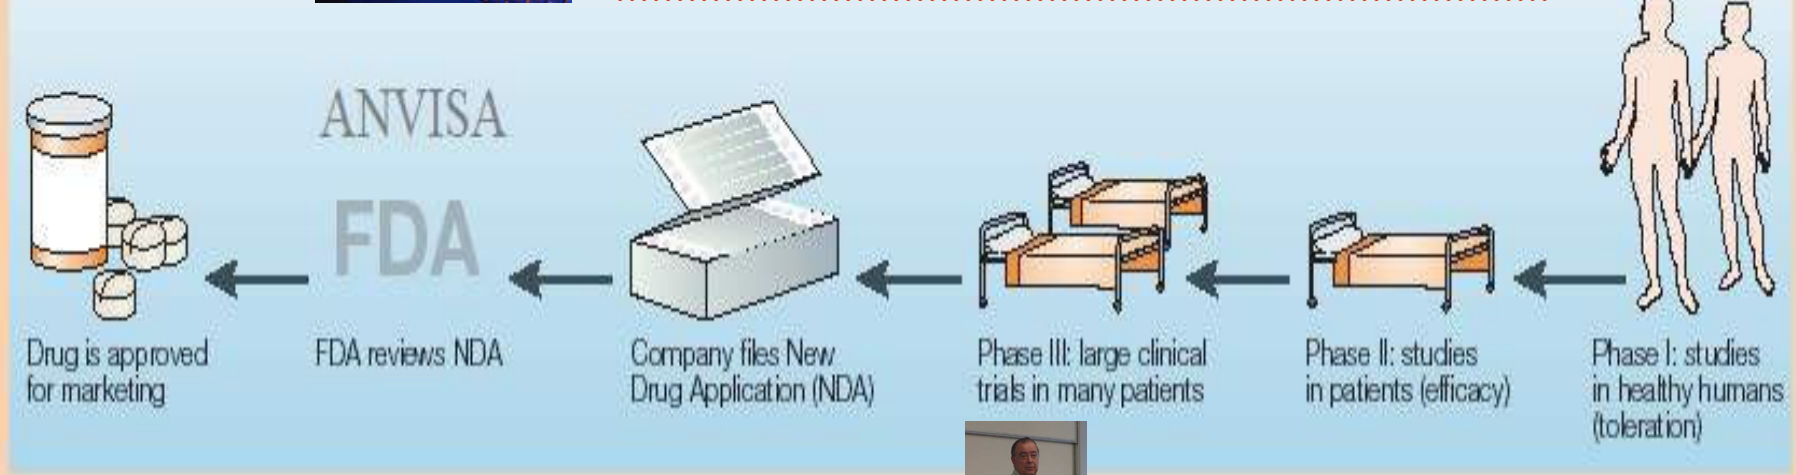 ANVISA
FDA
Drug is approved
for marketing
FDA reviews NDA
Company files New
Drug Application (NDA)
Phase III: large clinical
trials in many patients
Phase II: studies
in patients (efficacy)
Phase I: studies
in healthy humans
(toleration)